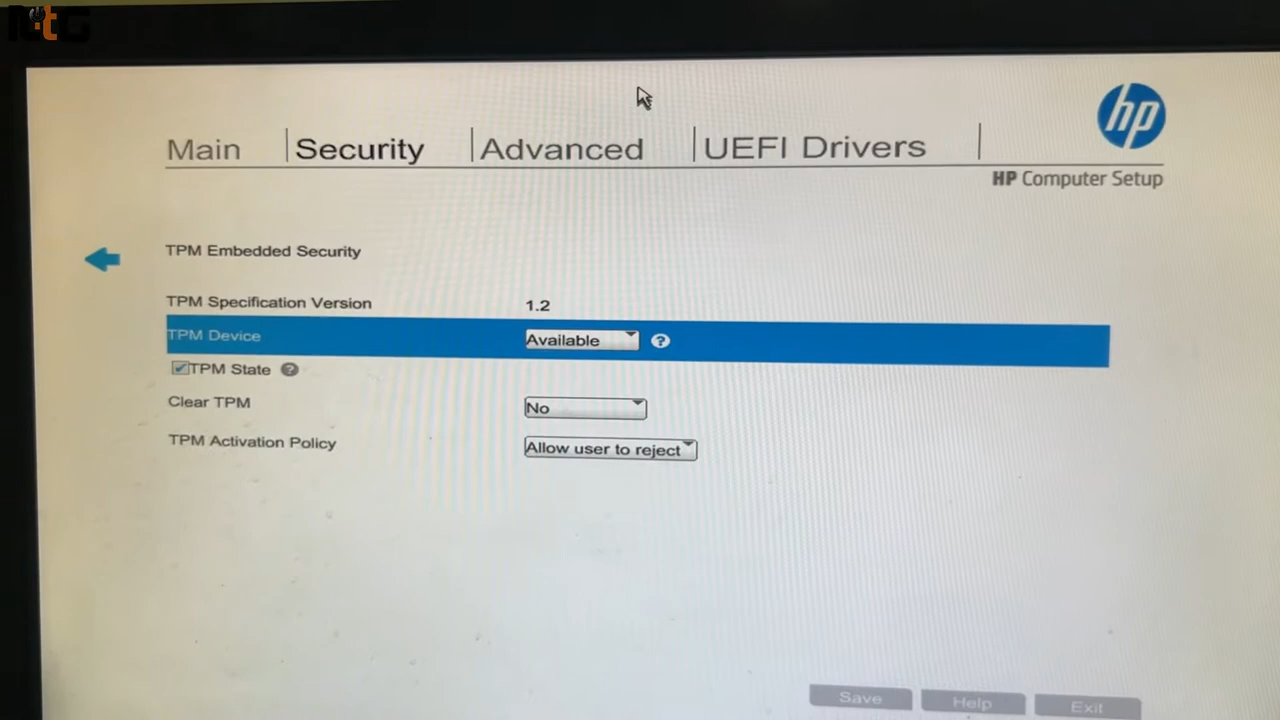 NtG
Main Security Advanced UEFI Drivers
hp
HP Computer Setup
TPM Embedded Security
TPM Specification Version 1.2
TPM Device Available ?
TPM State ?
Clear TPM No
TPM Activation Policy Allow user to reject
Save Help Exit